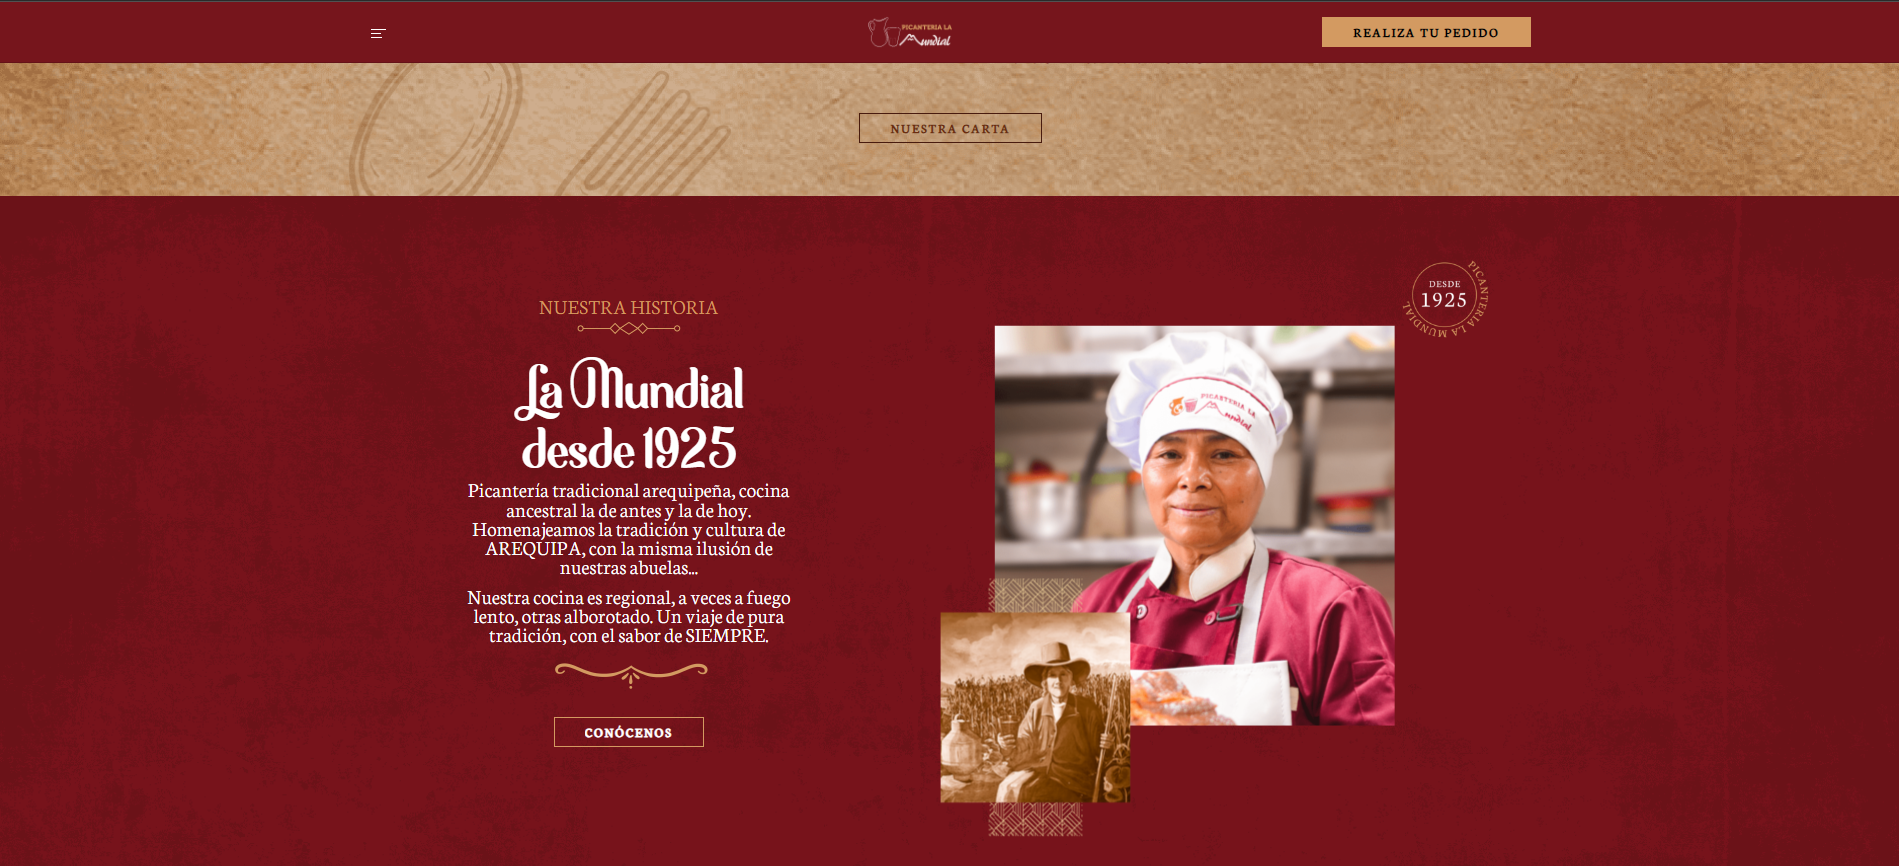 PICANTERIA LA
Mundial
REALIZA TU PEDIDO
NUESTRA CARTA
NUESTRA HISTORIA
La Mundial
desde 1925
Picantería tradicional arequipeña, cocina
ancestral la de antes y la de hoy.
Homenajeamos la tradición y cultura de
AREQUIPA, con la misma ilusión de
nuestras abuelas...
Nuestra cocina es regional, a veces a fuego
lento, otras alborotado. Un viaje de pura
tradición, con el sabor de SIEMPRE.
CONÓCENOS
DESDE
1925
PICANTERIA LA MUNDIAL
PICANTERIA LA
Mundial